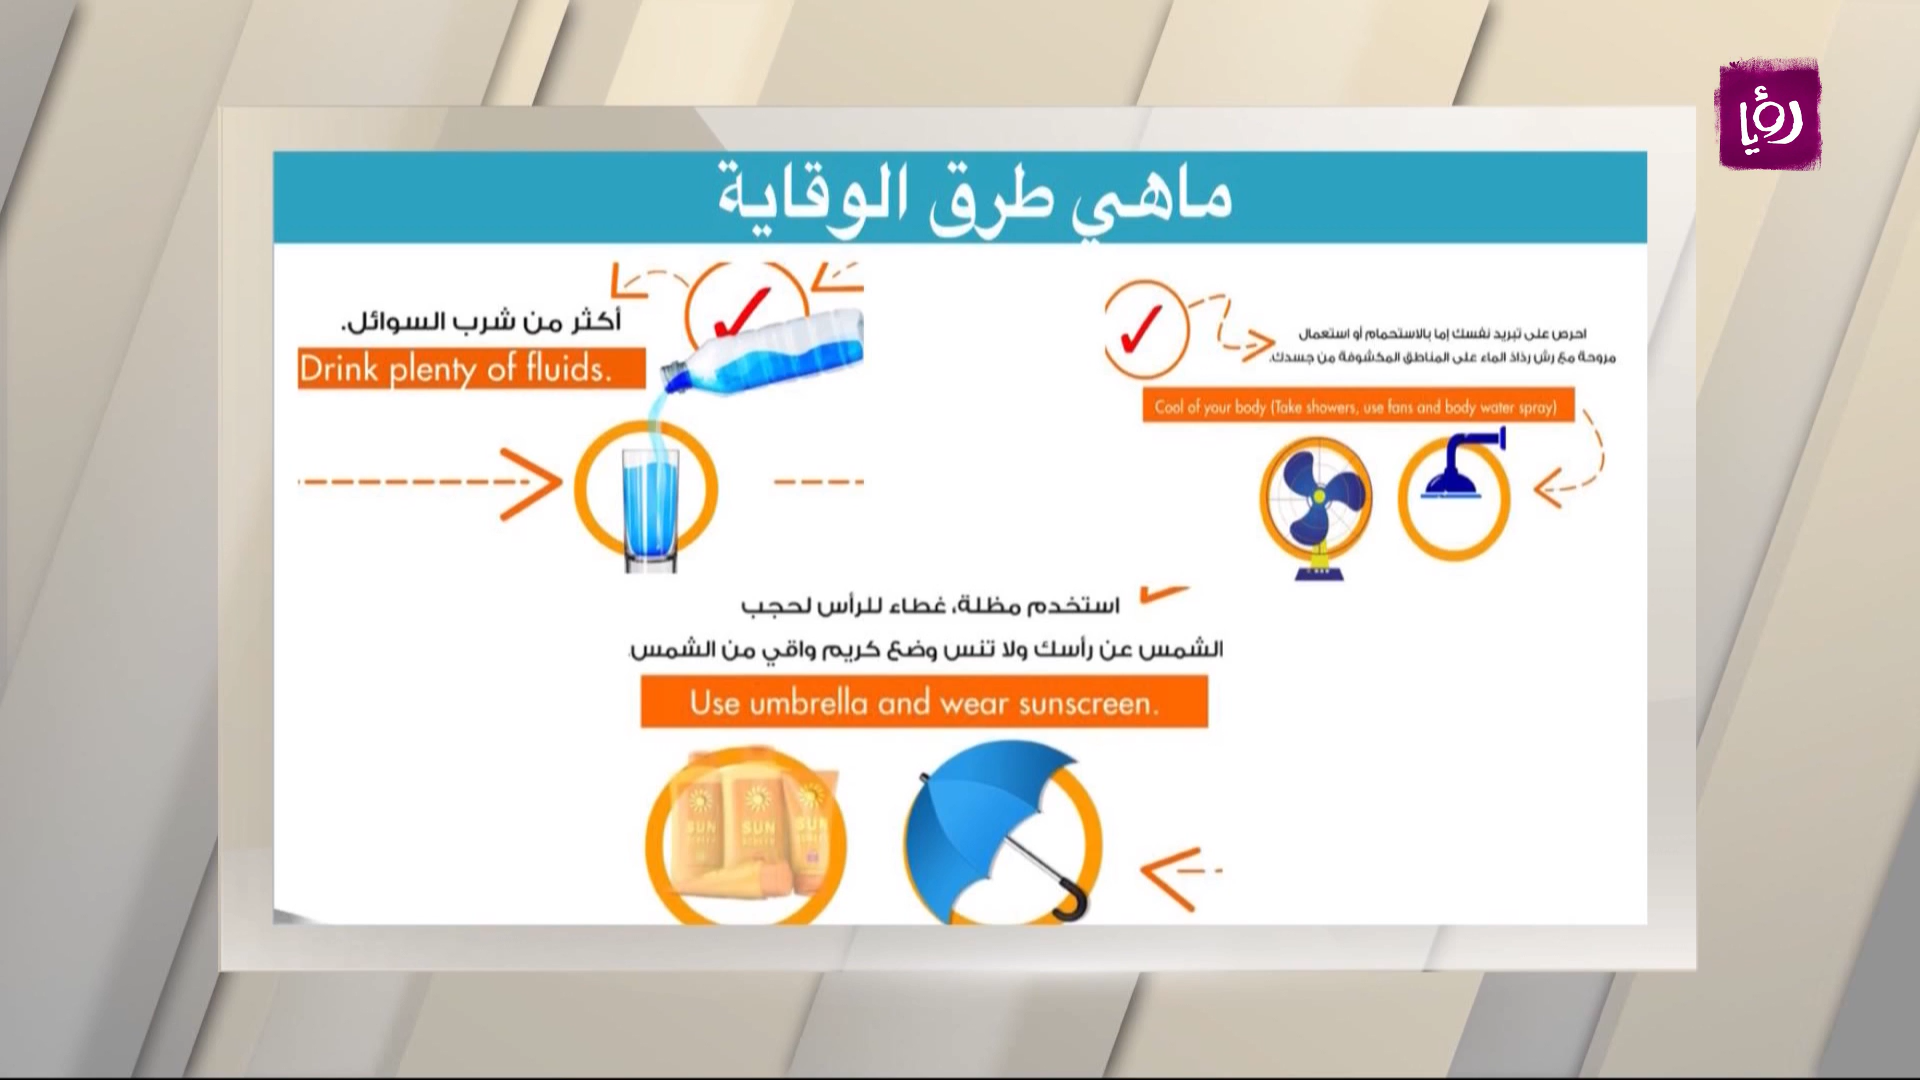 رؤيا
ماهي طرق الوقاية
احرص على تبريد نفسك إما بالاستحمام أو استعمال
مروحة مع رش رذاذ الماء على المناطق المكشوفة من جسدك.
Cool of your body (Take showers, use fans and body water spray)
أكثر من شرب السوائل.
Drink plenty of fluids.
استخدم مظلة، غطاء للرأس لحجب
الشمس عن رأسك ولا تنس وضع كريم واقي من الشمس.
Use umbrella and wear sunscreen.
SUN
SCREEN
SUN
SCREEN
SUN